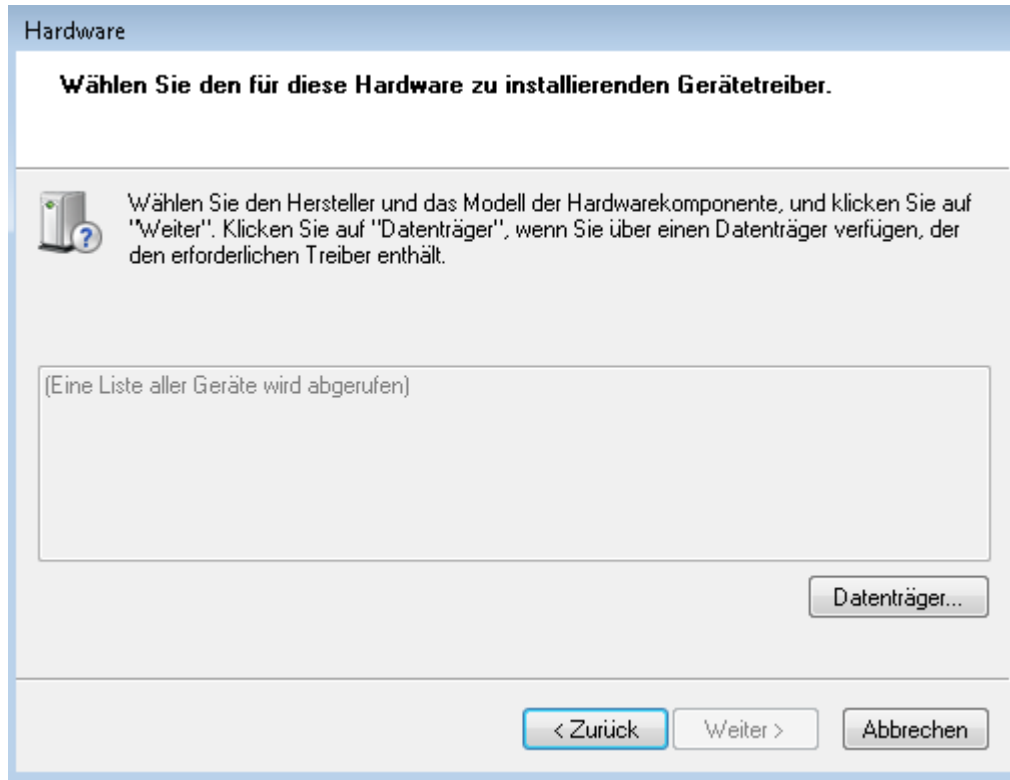 Hardware
Wählen Sie den für diese Hardware zu installierenden Gerätetreiber.
Wählen Sie den Hersteller und das Modell der Hardwarekomponente, und klicken Sie auf
"Weiter". Klicken Sie auf "Datenträger", wenn Sie über einen Datenträger verfügen, der
den erforderlichen Treiber enthält.
(Eine Liste aller Geräte wird abgerufen)
Datenträger...
< Zurück
Weiter >
Abbrechen